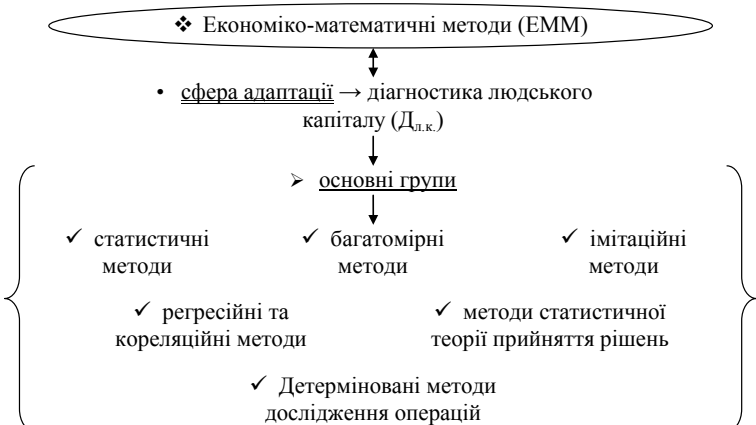 ❖ Економіко-математичні методи (ЕММ)
• сфера адаптації → діагностика людського
капіталу (Дл.к.)
➢ основні групи
✓ статистичні
методи
✓ багатомірні
методи
✓ імітаційні
методи
✓ регресійні та
кореляційні методи
✓ методи статистичної
теорії прийняття рішень
✓ Детерміновані методи
дослідження операцій